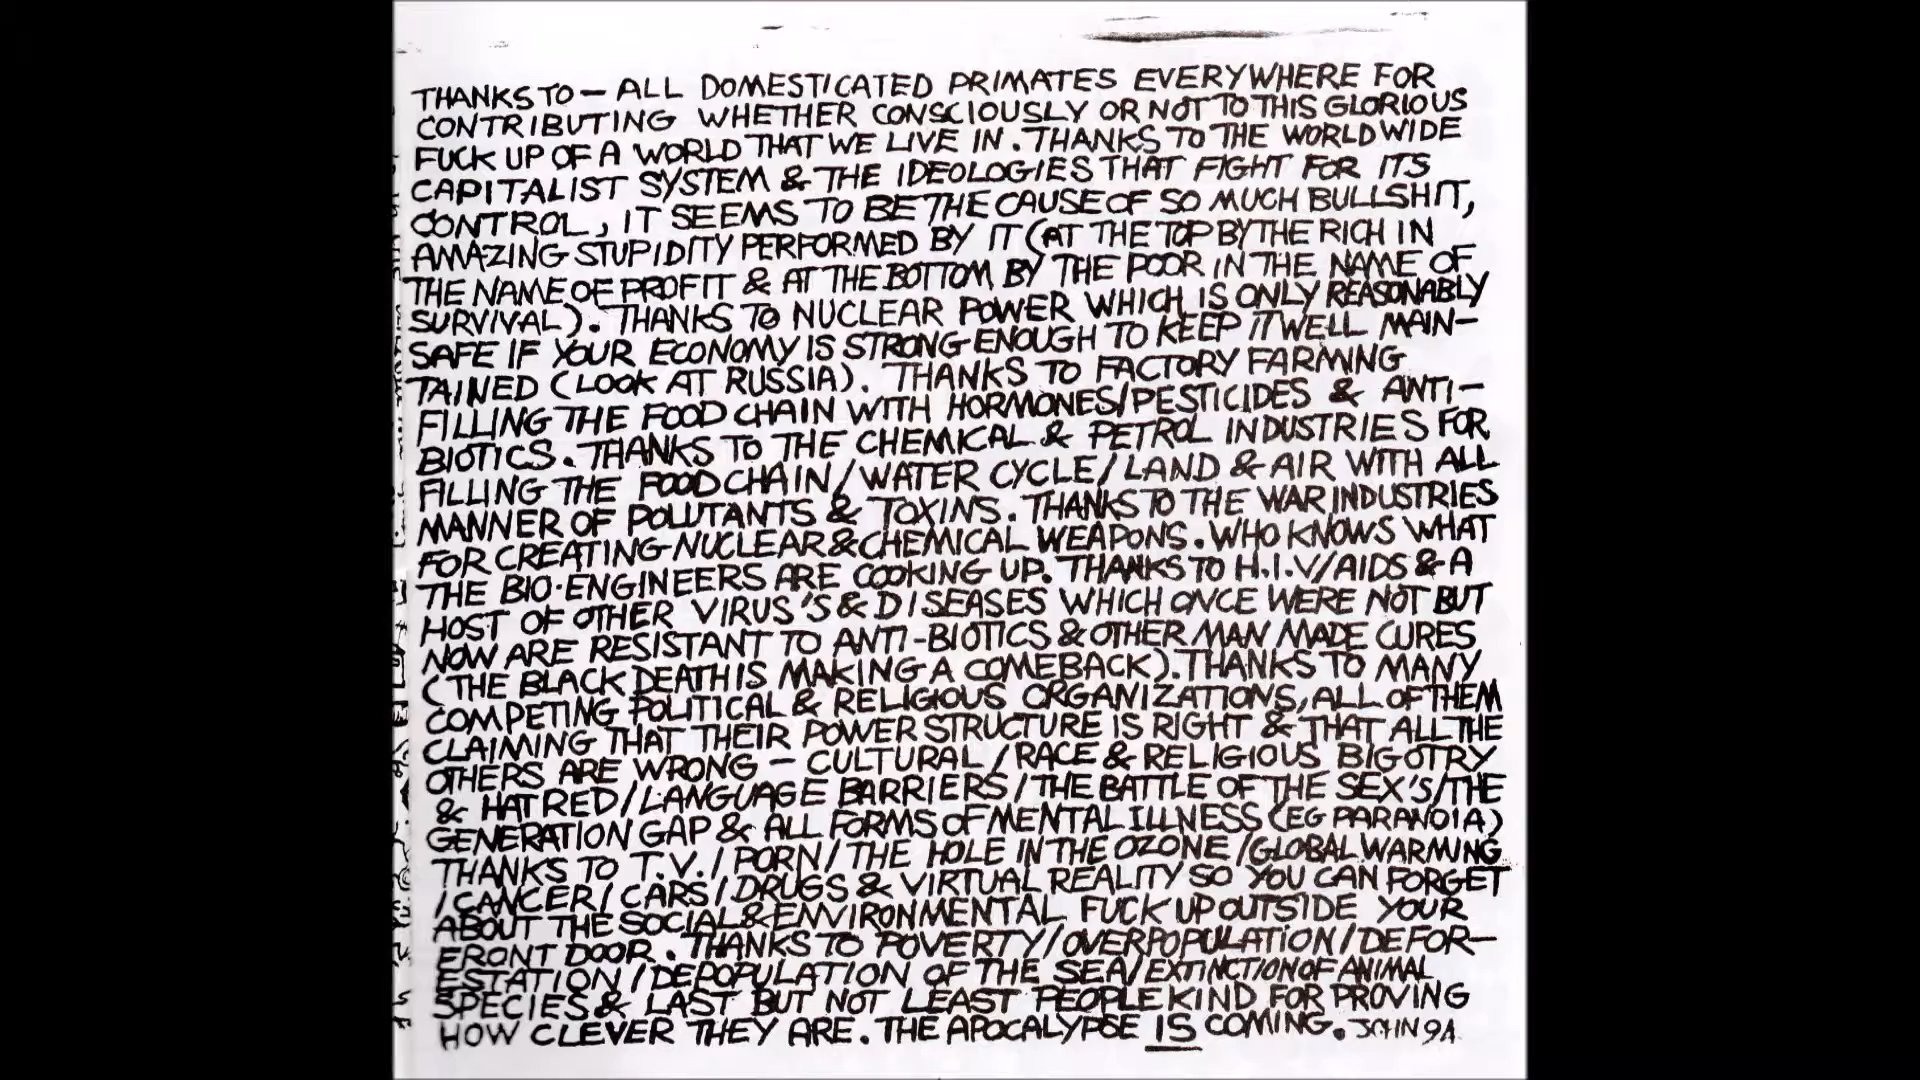 THANKS TO — ALL DOMESTICATED PRIMATES EVERYWHERE FOR
CONTRIBUTING WHETHER CONSCIOUSLY OR NOT TO THIS GLORIOUS
FUCK UP OF A WORLD THAT WE LIVE IN. THANKS TO THE WORLD WIDE
CAPITALIST SYSTEM & THE IDEOLOGIES THAT FIGHT FOR ITS
CONTROL, IT SEEMS TO BE THE CAUSE OF SO MUCH BULLSHIT,
AMAZING STUPIDITY PERFORMED BY IT (AT THE TOP BY THE RICH IN
THE NAME OF PROFIT & AT THE BOTTOM BY THE POOR IN THE NAME OF
SURVIVAL). THANKS TO NUCLEAR POWER WHICH IS ONLY REASONABLY
SAFE IF YOUR ECONOMY IS STRONG ENOUGH TO KEEP IT WELL MAIN-
TAINED (LOOK AT RUSSIA). THANKS TO FACTORY FARMING
FILLING THE FOOD CHAIN WITH HORMONES/PESTICIDES & ANTI-
BIOTICS. THANKS TO THE CHEMICAL & PETROL INDUSTRIES FOR
FILLING THE FOOD CHAIN/WATER CYCLE/LAND & AIR WITH ALL
MANNER OF POLUTANTS & TOXINS. THANKS TO THE WAR INDUSTRIES
FOR CREATING NUCLEAR & CHEMICAL WEAPONS. WHO KNOWS WHAT
THE BIO-ENGINEERS ARE COOKING UP. THANKS TO H.I.V/AIDS & A
HOST OF OTHER VIRUS'S & DISEASES WHICH ONCE WERE NOT BUT
NOW ARE RESISTANT TO ANTI-BIOTICS & OTHER MAN MADE CURES
(THE BLACK DEATH IS MAKING A COMEBACK). THANKS TO MANY
COMPETING POLITICAL & RELIGIOUS ORGANIZATIONS, ALL OF THEM
CLAIMING THAT THEIR POWER STRUCTURE IS RIGHT & THAT ALL THE
OTHERS ARE WRONG - CULTURAL/RACE & RELIGIOUS BIGOTRY
& HATRED/LANGUAGE BARRIERS/THE BATTLE OF THE SEX'S/THE
GENERATION GAP & ALL FORMS OF MENTAL ILLNESS (EG PARANOIA)
THANKS TO T.V./PORN/THE HOLE IN THE OZONE/GLOBAL WARMING
/CANCER/CARS/DRUGS & VIRTUAL REALITY SO YOU CAN FORGET
ABOUT THE SOCIAL & ENVIRONMENTAL FUCK UP OUTSIDE YOUR
FRONT DOOR. THANKS TO POVERTY/OVERPOPULATION/DEFOR-
ESTATION/DEPOPULATION OF THE SEA/EXTINCTION OF ANIMAL
SPECIES & LAST BUT NOT LEAST PEOPLEKIND FOR PROVING
HOW CLEVER THEY ARE. THE APOCALYPSE IS COMING.